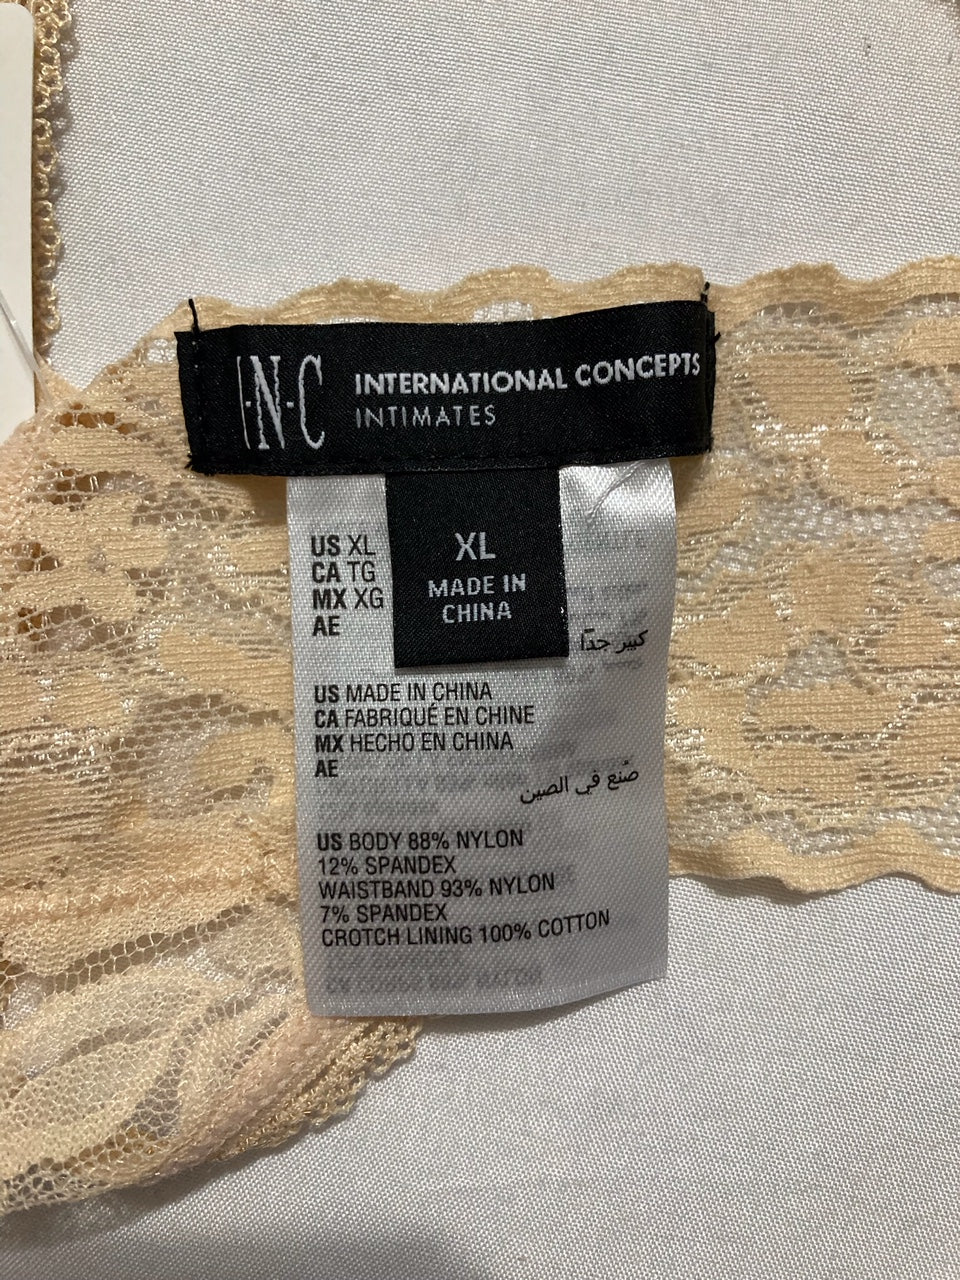 I·N·C INTERNATIONAL CONCEPTS
INTIMATES
XL
MADE IN
CHINA
US XL
CA TG
MX XG
AE
كبير جدًا
US MADE IN CHINA
CA FABRIQUÉ EN CHINE
MX HECHO EN CHINA
AE
صُنع في الصين
US BODY 88% NYLON
12% SPANDEX
WAISTBAND 93% NYLON
7% SPANDEX
CROTCH LINING 100% COTTON